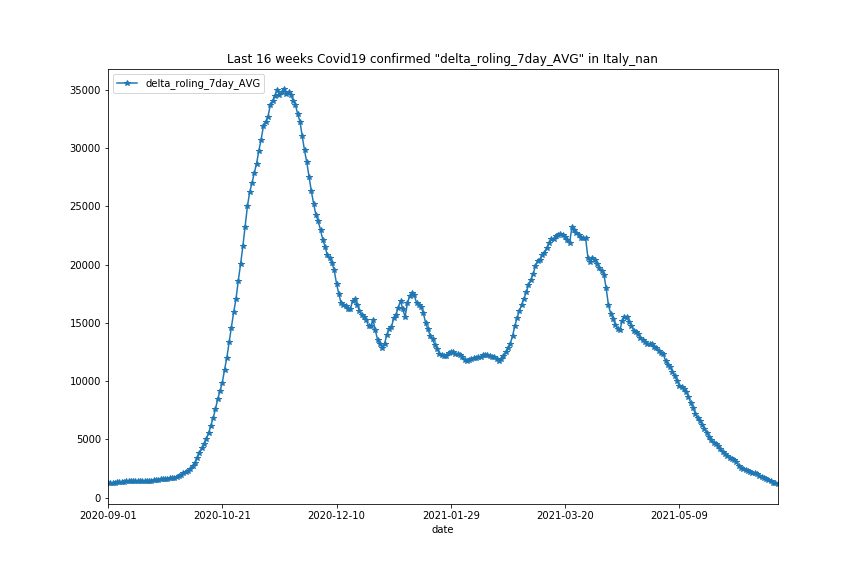 Last 16 weeks Covid19 confirmed "delta_roling_7day_AVG" in Italy_nan
delta_roling_7day_AVG
35000
30000
25000
20000
15000
10000
5000
0
2020-09-01 2020-10-21 2020-12-10 2021-01-29 2021-03-20 2021-05-09
date